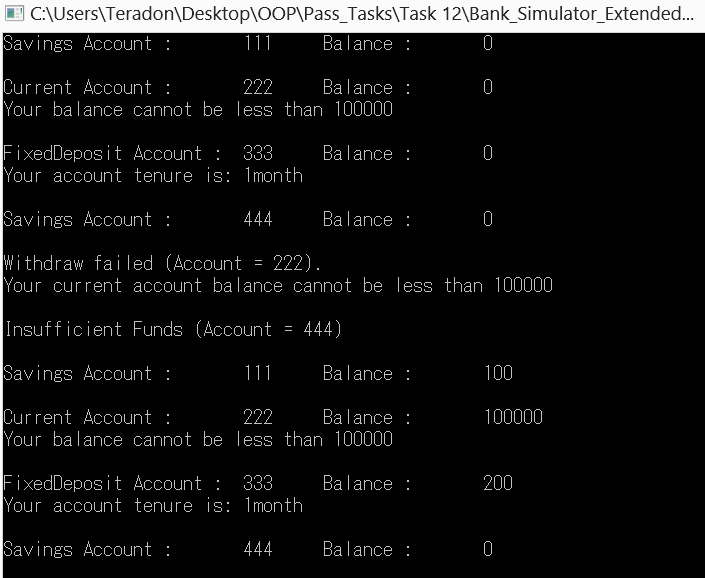 C:\Users\Teradon\Desktop\OOP\Pass_Tasks\Task 12\Bank_Simulator_Extended...
Savings Account : 111 Balance : 0
Current Account : 222 Balance : 0
Your balance cannot be less than 100000
FixedDeposit Account : 333 Balance : 0
Your account tenure is: 1month
Savings Account : 444 Balance : 0
Withdraw failed (Account = 222).
Your current account balance cannot be less than 100000
Insufficient Funds (Account = 444)
Savings Account : 111 Balance : 100
Current Account : 222 Balance : 100000
Your balance cannot be less than 100000
FixedDeposit Account : 333 Balance : 200
Your account tenure is: 1month
Savings Account : 444 Balance : 0